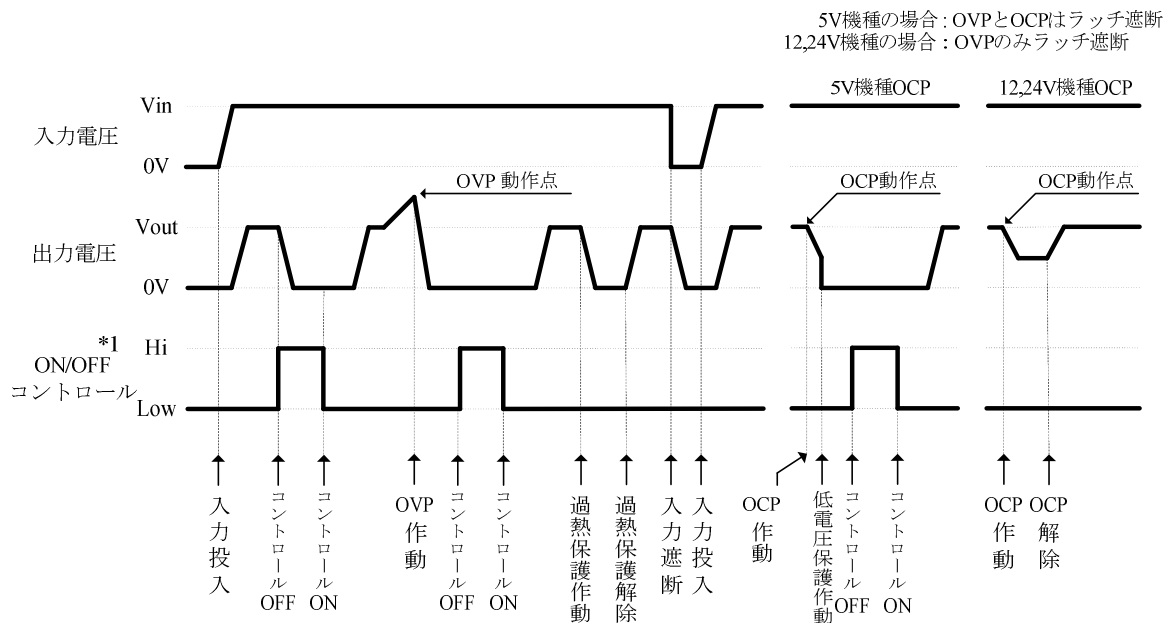 5V機種の場合 : OVPとOCPはラッチ遮断
12,24V機種の場合 : OVPのみラッチ遮断
5V機種OCP
12,24V機種OCP
Vin
入力電圧
0V
OVP 動作点
OCP動作点
OCP動作点
Vout
出力電圧
0V
*1
Hi
ON/OFF
コントロール
Low
入力投入
コントロールOFF
コントロールON
OVP作動
コントロールOFF
コントロールON
過熱保護作動
過熱保護解除
入力遮断
入力投入
OCP作動
低電圧保護作動
コントロールOFF
コントロールON
OCP作動
OCP解除